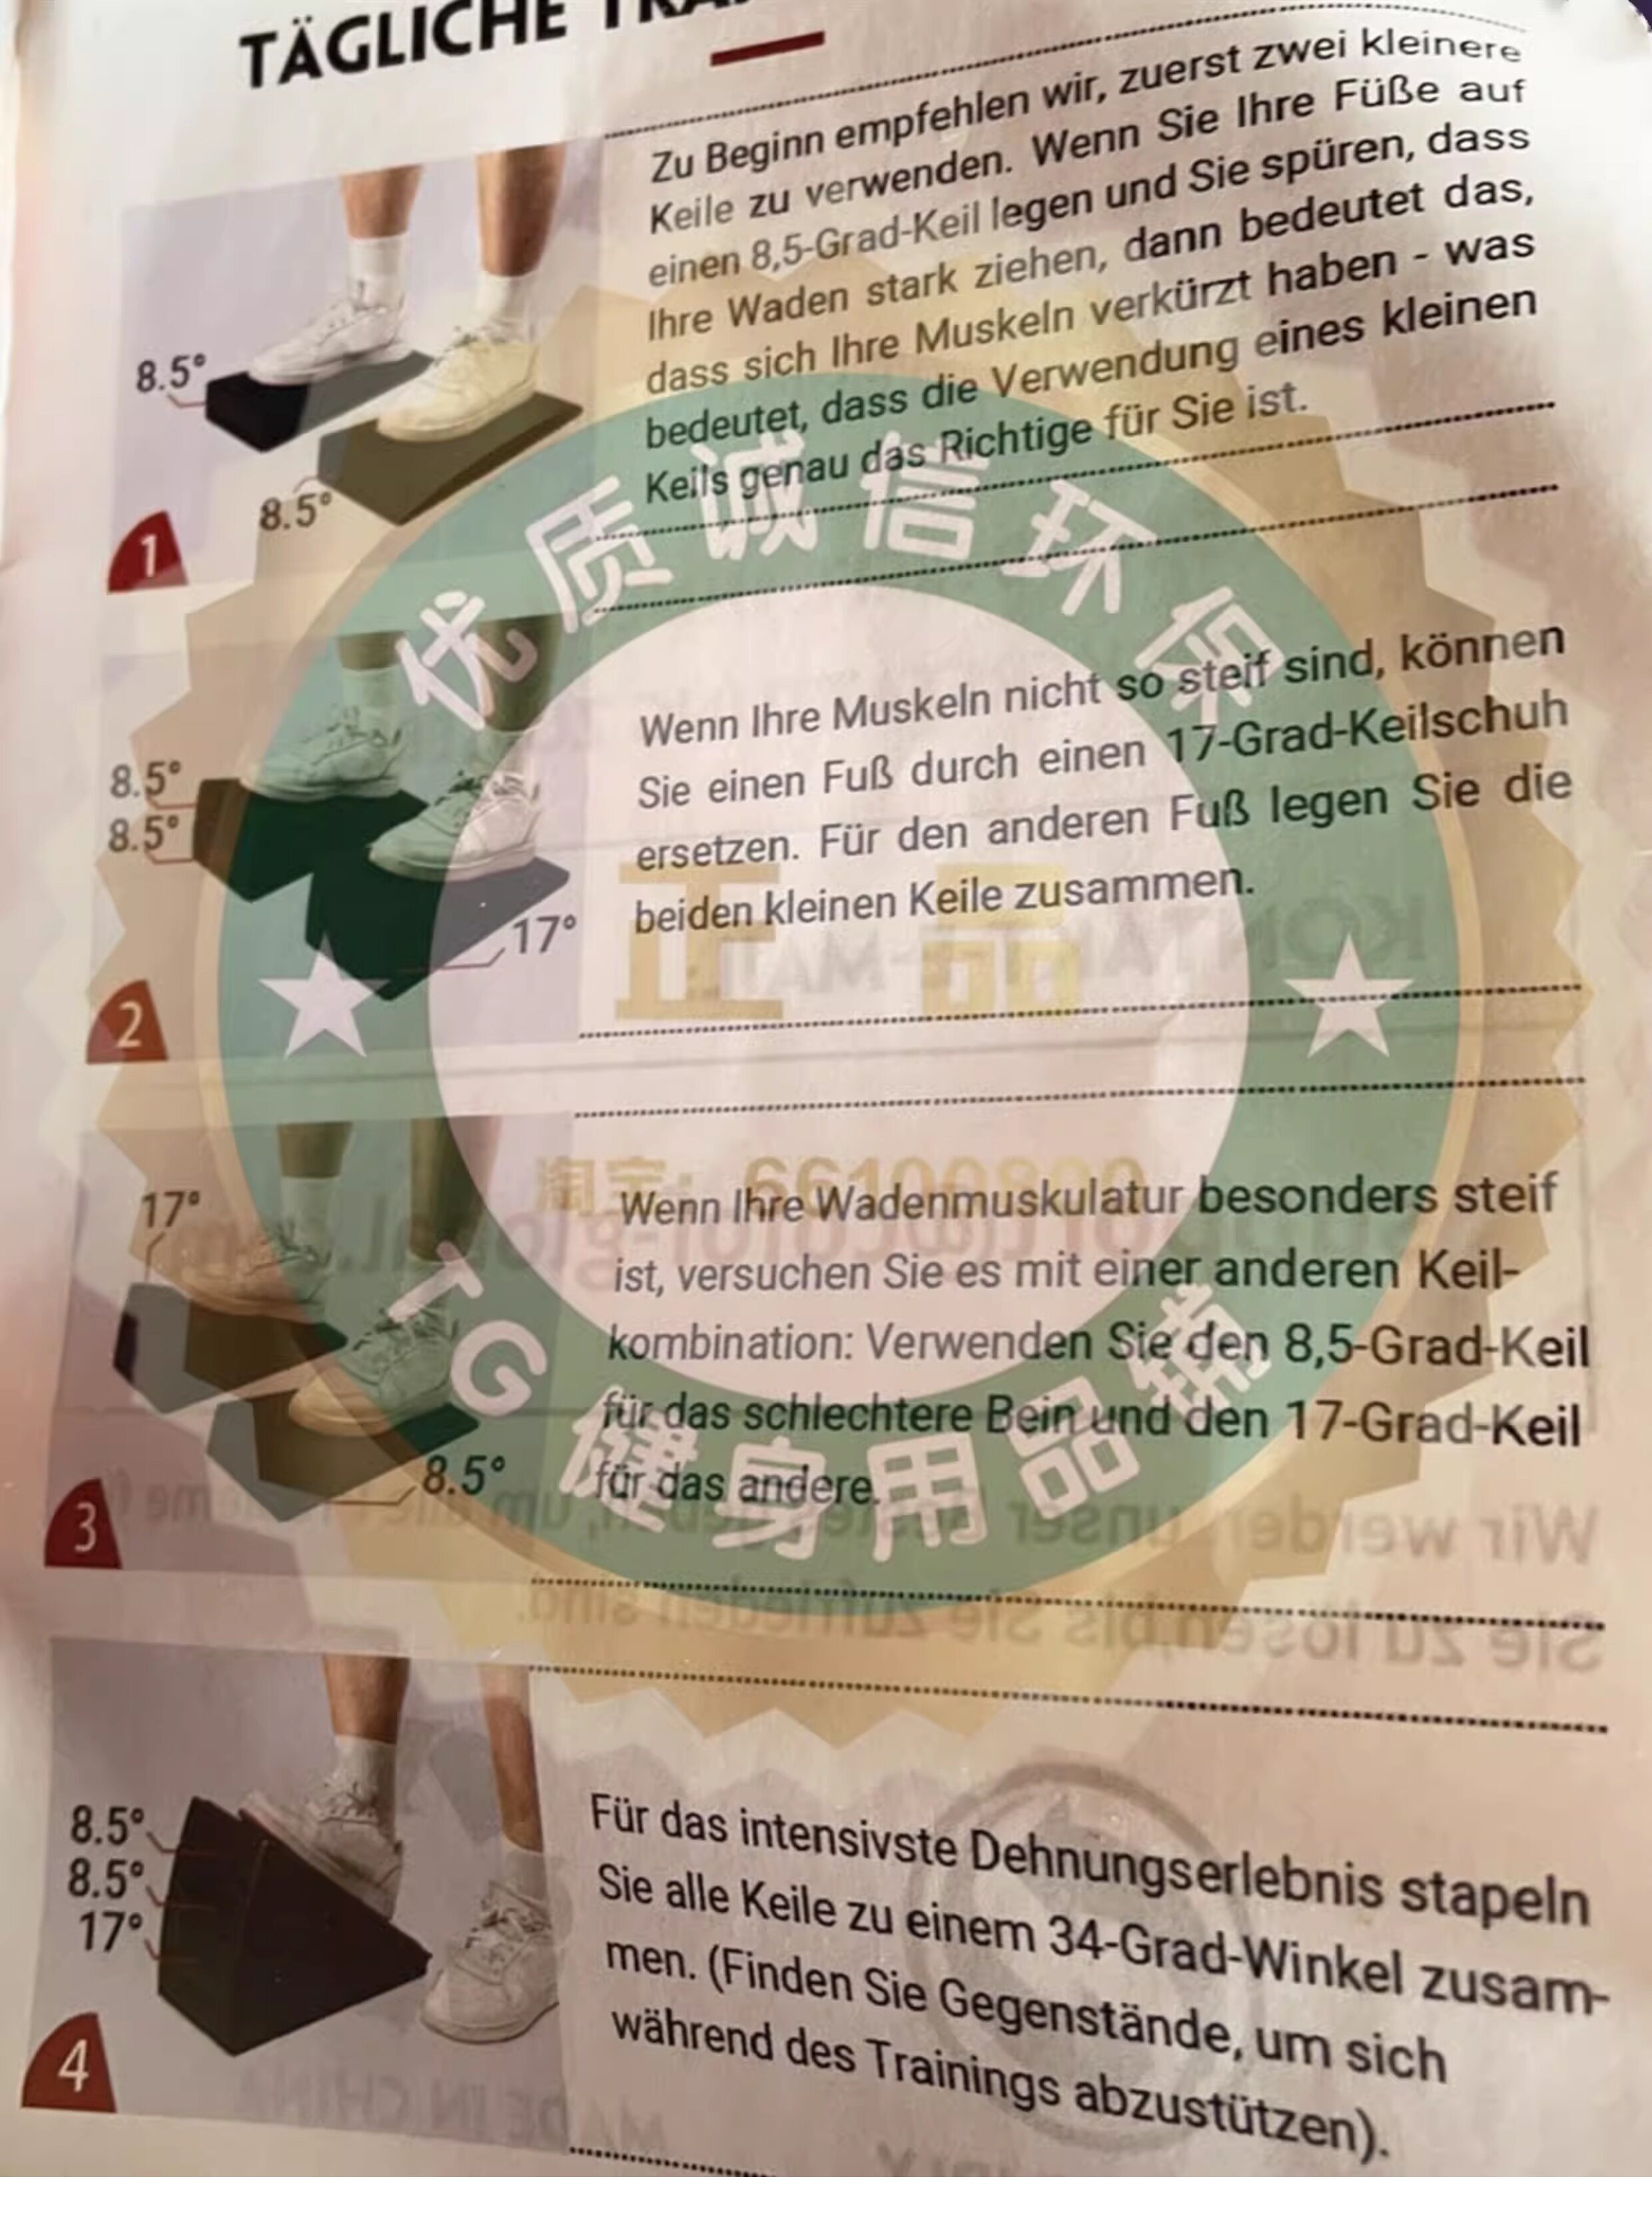 TÄGLICHE
Zu Beginn empfehlen wir, zuerst zwei kleinere
Keile zu verwenden. Wenn Sie Ihre Füße auf
einen 8,5-Grad-Keil legen und Sie spüren, dass
Ihre Waden stark ziehen, dann bedeutet das,
dass sich Ihre Muskeln verkürzt haben - was
bedeutet, dass die Verwendung eines kleinen
Keils genau das Richtige für Sie ist.
8.5°
8.5°
1
Wenn Ihre Muskeln nicht so steif sind, können
Sie einen Fuß durch einen 17-Grad-Keilschuh
ersetzen. Für den anderen Fuß legen Sie die
beiden kleinen Keile zusammen.
8.5°
8.5°
17°
2
Wenn Ihre Wadenmuskulatur besonders steif
ist, versuchen Sie es mit einer anderen Keil-
kombination: Verwenden Sie den 8,5-Grad-Keil
für das schlechtere Bein und den 17-Grad-Keil
für das andere.
17°
8.5°
3
Für das intensivste Dehnungserlebnis stapeln
Sie alle Keile zu einem 34-Grad-Winkel zusam-
men. (Finden Sie Gegenstände, um sich
während des Trainings abzustützen).
8.5°
8.5°
17°
4
优质诚信环保
正品
淘宝:
TG健身用品铺